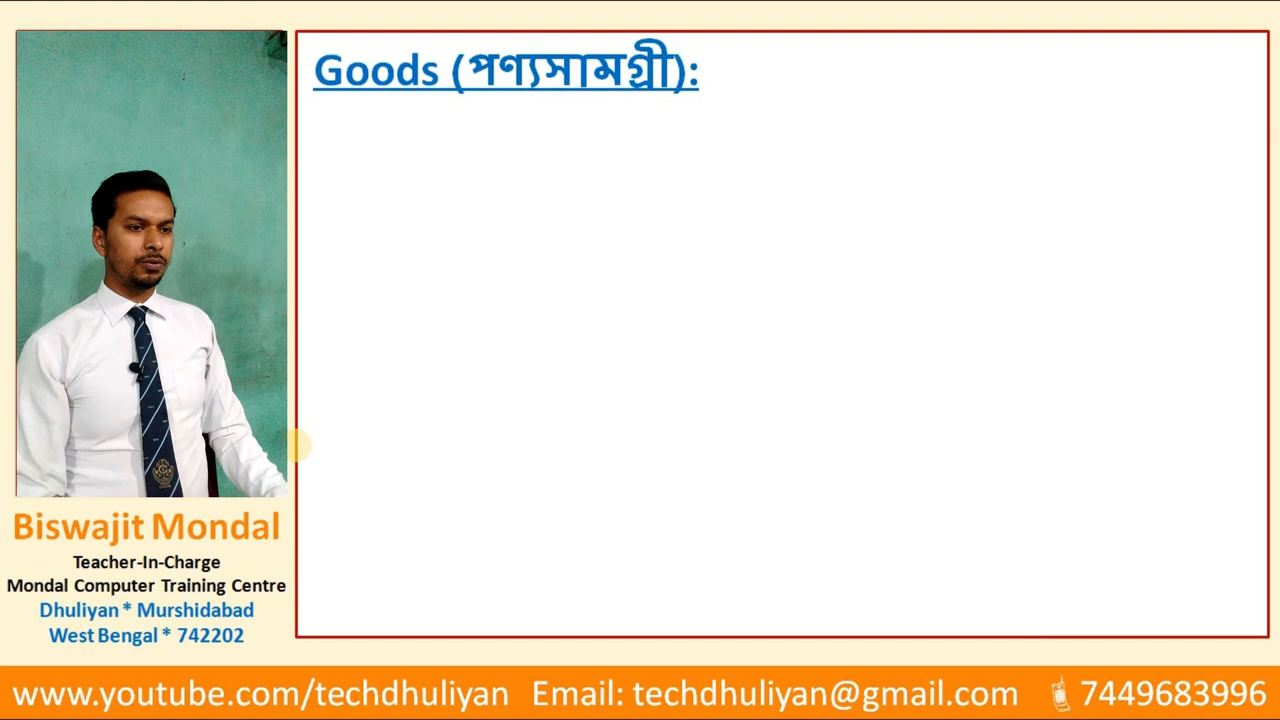 Goods (পণ্যসামগ্রী):
Biswajit Mondal
Teacher-In-Charge
Mondal Computer Training Centre
Dhuliyan * Murshidabad
West Bengal * 742202
www.youtube.com/techdhuliyan Email: techdhuliyan@gmail.com 7449683996